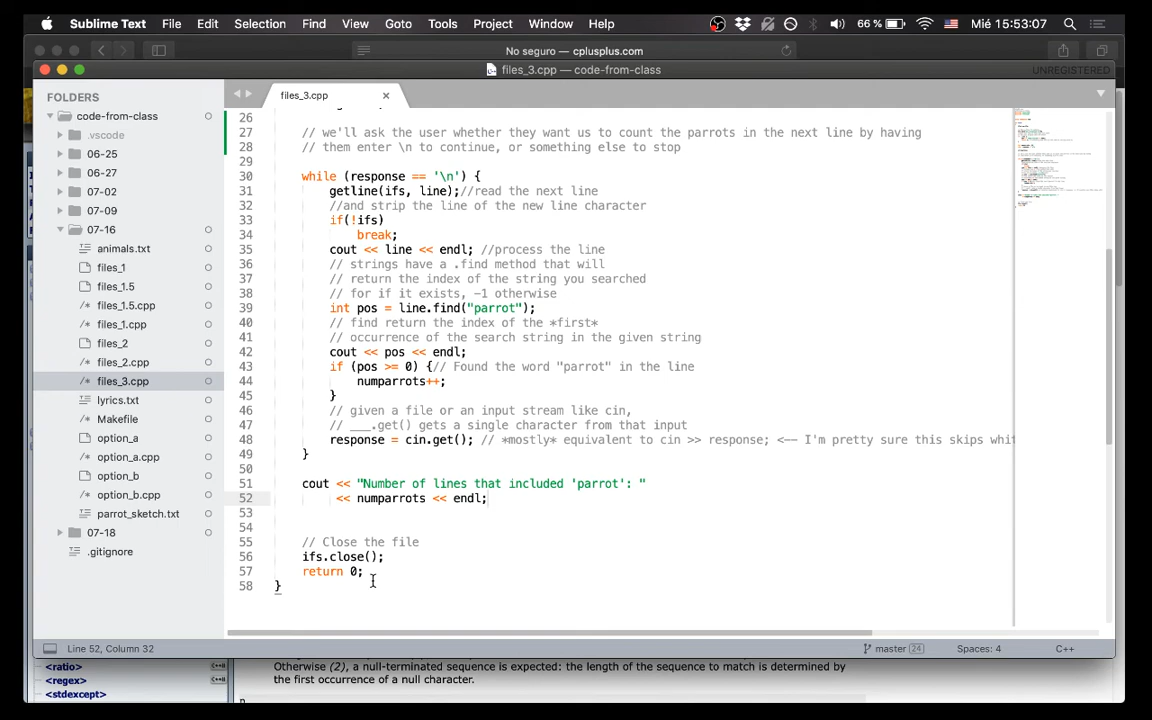 Sublime Text File Edit Selection Find View Goto Tools Project Window Help 66 % Mié 15:53:07
No seguro — cplusplus.com
files_3.cpp — code-from-class UNREGISTERED
FOLDERS
code-from-class
.vscode
06-25
06-27
07-02
07-09
07-16
animals.txt
files_1
files_1.5
files_1.5.cpp
files_1.cpp
files_2
files_2.cpp
files_3.cpp
lyrics.txt
Makefile
option_a
option_a.cpp
option_b
option_b.cpp
parrot_sketch.txt
07-18
.gitignore
files_3.cpp
26
27 // we'll ask the user whether they want us to count the parrots in the next line by having
28 // them enter \n to continue, or something else to stop
29
30 while (response == '\n') {
31 getline(ifs, line);//read the next line
32 //and strip the line of the new line character
33 if(!ifs)
34 break;
35 cout << line << endl; //process the line
36 // strings have a .find method that will
37 // return the index of the string you searched
38 // for if it exists, -1 otherwise
39 int pos = line.find("parrot");
40 // find return the index of the *first*
41 // occurrence of the search string in the given string
42 cout << pos << endl;
43 if (pos >= 0) {// Found the word "parrot" in the line
44 numparrots++;
45 }
46 // given a file or an input stream like cin,
47 // ___.get() gets a single character from that input
48 response = cin.get(); // *mostly* equivalent to cin >> response; <-- I'm pretty sure this skips whit
49 }
50
51 cout << "Number of lines that included 'parrot': "
52 << numparrots << endl;
53
54
55 // Close the file
56 ifs.close();
57 return 0;
58 }
Line 52, Column 32 master 24 Spaces: 4 C++
<ratio>
<regex>
<stdexcept>
Otherwise (2), a null-terminated sequence is expected: the length of the sequence to match is determined by
the first occurrence of a null character.